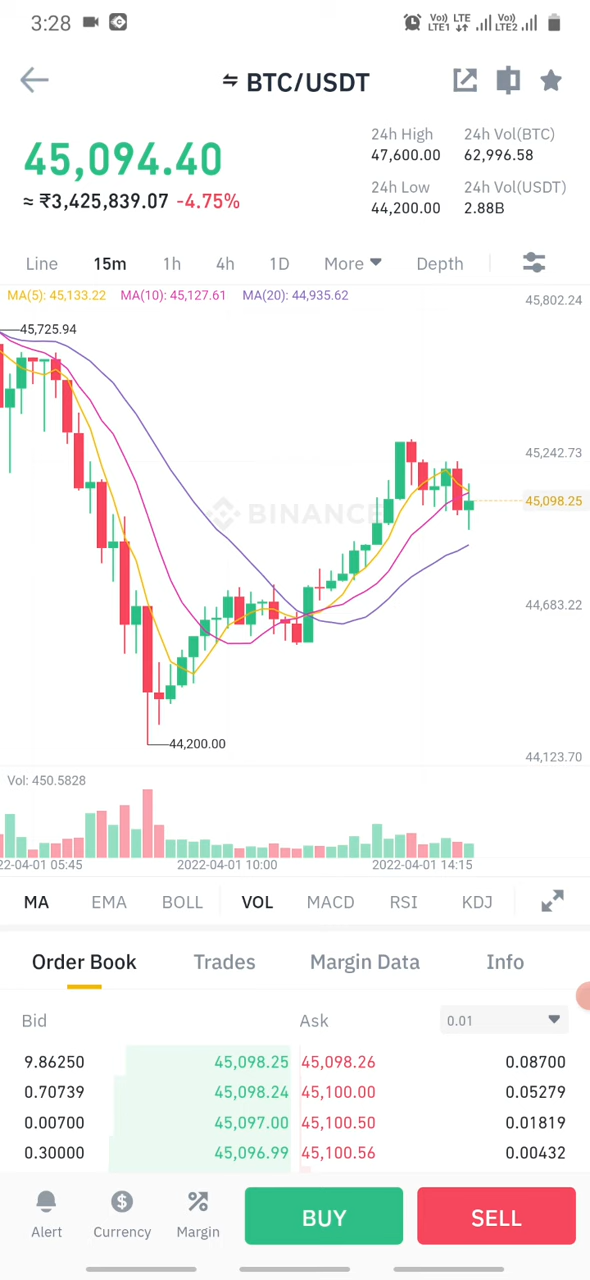 3:28 Vo)) LTE1 LTE Vo)) LTE2
BTC/USDT
45,094.40
≈ ₹3,425,839.07 -4.75%
24h High 24h Vol(BTC)
47,600.00 62,996.58
24h Low 24h Vol(USDT)
44,200.00 2.88B
Line 15m 1h 4h 1D More Depth
MA(5): 45,133.22 MA(10): 45,127.61 MA(20): 44,935.62
45,802.24
45,725.94
45,242.73
45,098.25
BINANCE
44,683.22
44,200.00
44,123.70
Vol: 450.5828
22-04-01 05:45 2022-04-01 10:00 2022-04-01 14:15
MA EMA BOLL VOL MACD RSI KDJ
Order Book Trades Margin Data Info
Bid Ask 0.01
9.86250 45,098.25 45,098.26 0.08700
0.70739 45,098.24 45,100.00 0.05279
0.00700 45,097.00 45,100.50 0.01819
0.30000 45,096.99 45,100.56 0.00432
Alert Currency Margin BUY SELL